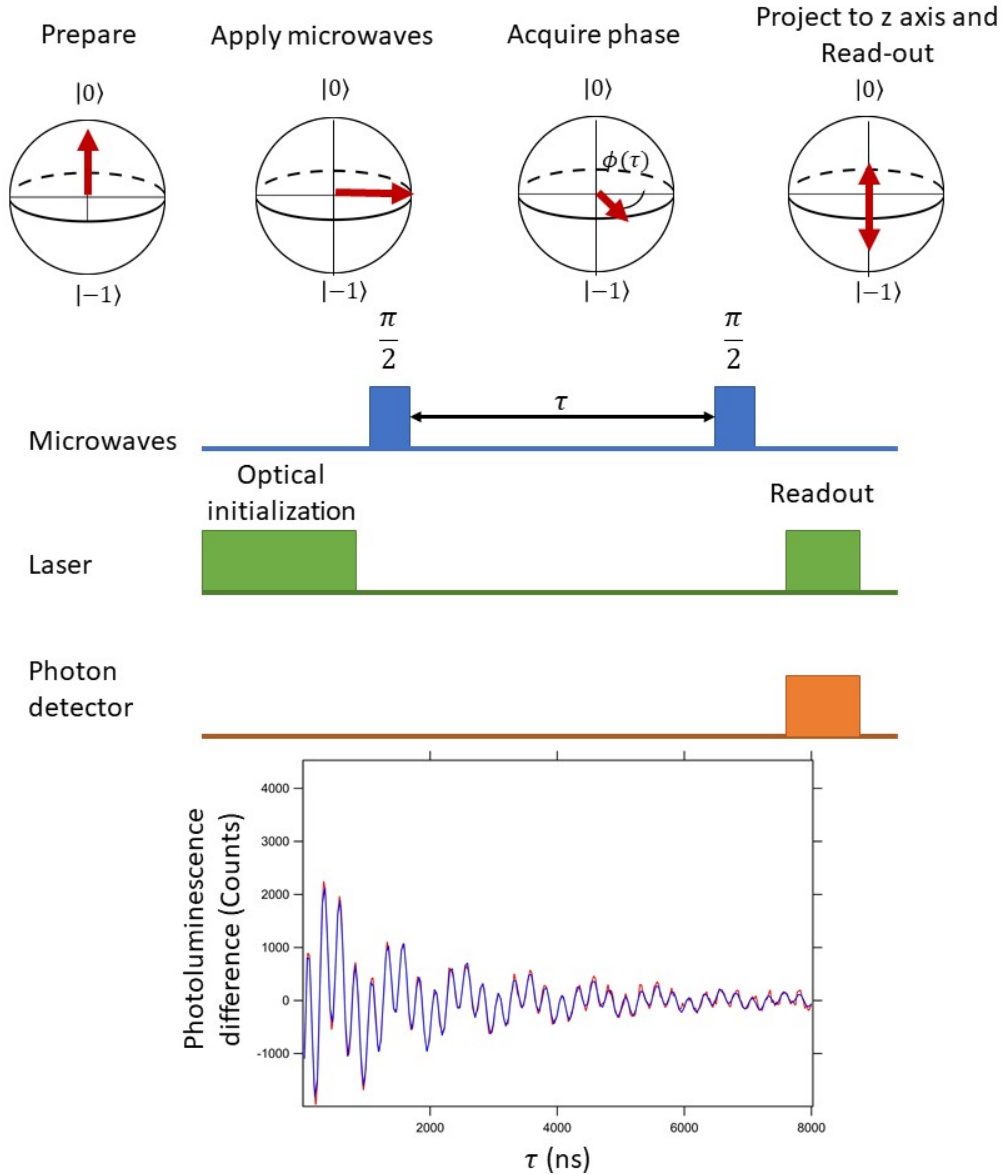 Prepare
Apply microwaves
Acquire phase
Project to z axis and
Read-out
|0⟩
|0⟩
|0⟩
|0⟩
ϕ(τ)
|−1⟩
|−1⟩
|−1⟩
|−1⟩
π/2
π/2
τ
Microwaves
Optical
initialization
Readout
Laser
Photon
detector
Photoluminescence
difference (Counts)
4000
3000
2000
1000
0
-1000
2000
4000
6000
8000
τ (ns)